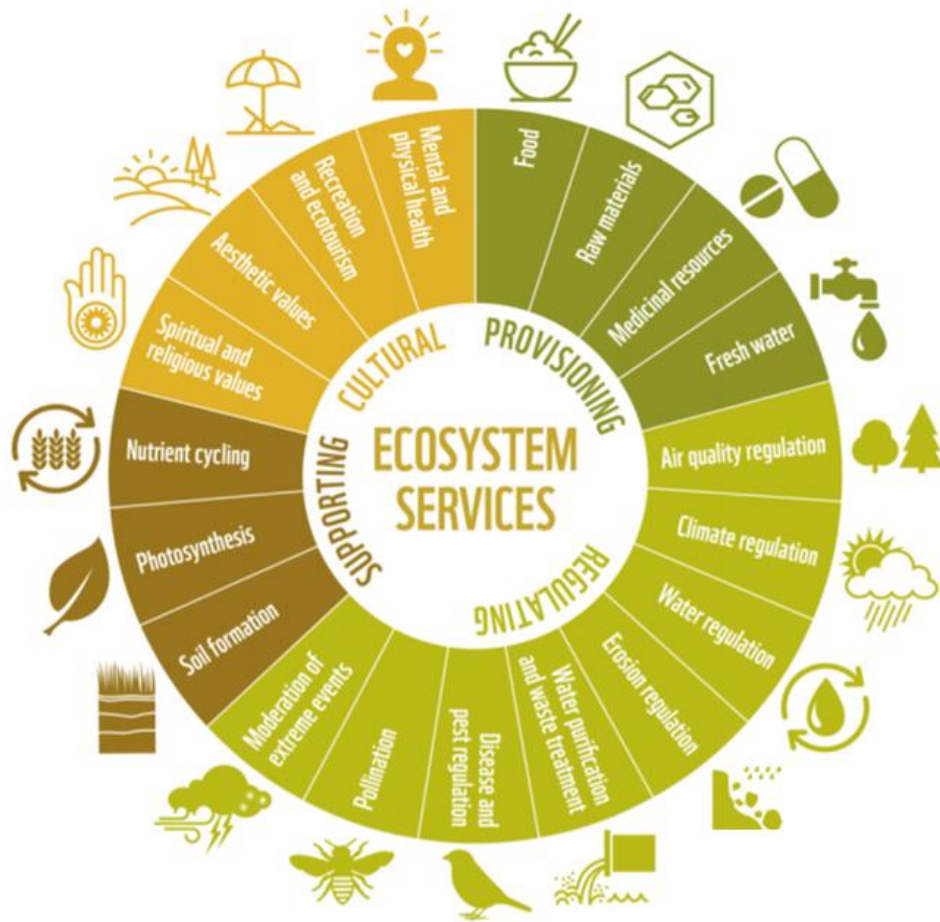 ECOSYSTEM
SERVICES
PROVISIONING
Food
Raw materials
Medicinal resources
Fresh water
REGULATING
Air quality regulation
Climate regulation
Water regulation
Erosion regulation
Water purification
and waste treatment
Disease and
pest regulation
Pollination
Moderation of
extreme events
SUPPORTING
Soil formation
Photosynthesis
Nutrient cycling
CULTURAL
Spiritual and
religious values
Aesthetic values
Recreation
and ecotourism
Mental and
physical health